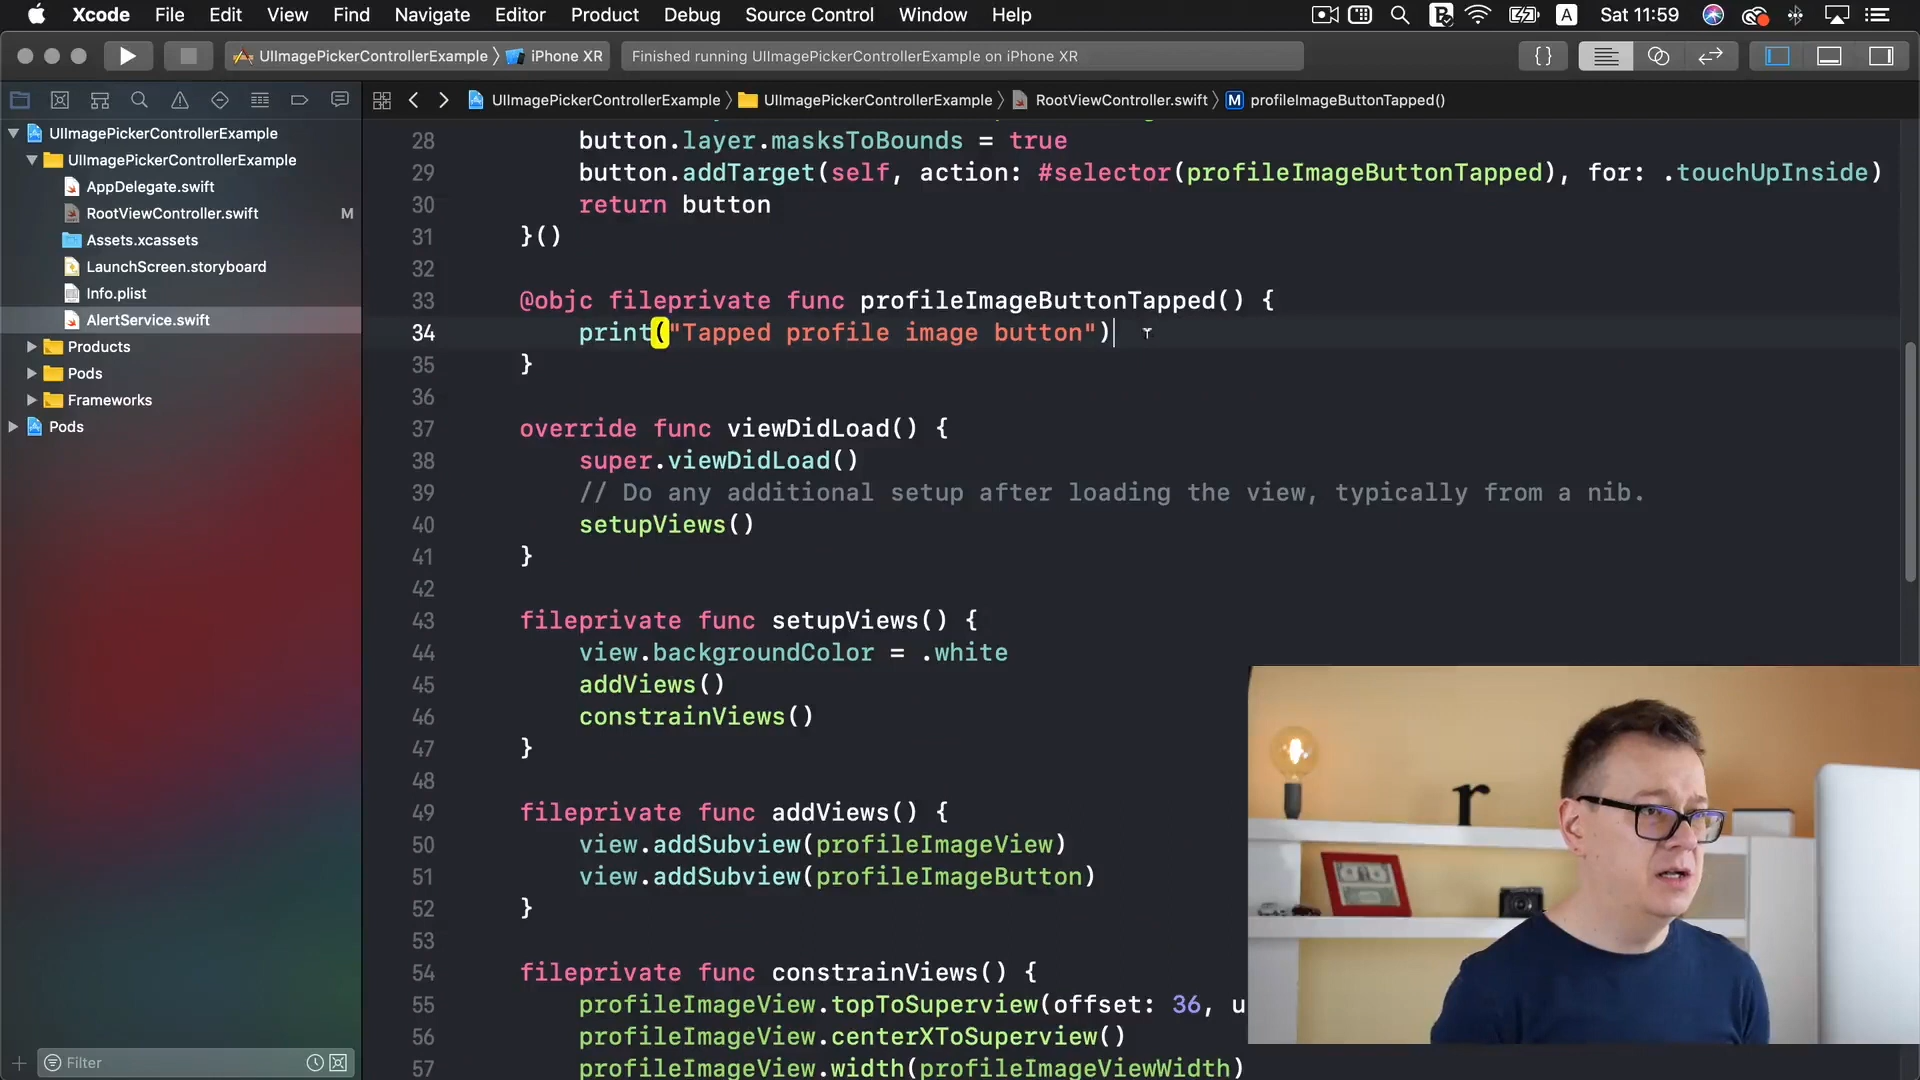 Xcode File Edit View Find Navigate Editor Product Debug Source Control Window Help A Sat 11:59
UIImagePickerControllerExample iPhone XR Finished running UIImagePickerControllerExample on iPhone XR {}
UIImagePickerControllerExample UIImagePickerControllerExample RootViewController.swift M profileImageButtonTapped()
UIImagePickerControllerExample
UIImagePickerControllerExample
AppDelegate.swift
RootViewController.swift M
Assets.xcassets
LaunchScreen.storyboard
Info.plist
AlertService.swift
Products
Pods
Frameworks
Pods
Filter
28 button.layer.masksToBounds = true
29 button.addTarget(self, action: #selector(profileImageButtonTapped), for: .touchUpInside)
30 return button
31 }()
32
33 @objc fileprivate func profileImageButtonTapped() {
34 print("Tapped profile image button")
35 }
36
37 override func viewDidLoad() {
38 super.viewDidLoad()
39 // Do any additional setup after loading the view, typically from a nib.
40 setupViews()
41 }
42
43 fileprivate func setupViews() {
44 view.backgroundColor = .white
45 addViews()
46 constrainViews()
47 }
48
49 fileprivate func addViews() {
50 view.addSubview(profileImageView)
51 view.addSubview(profileImageButton)
52 }
53
54 fileprivate func constrainViews() {
55 profileImageView.topToSuperview(offset: 36, u
56 profileImageView.centerXToSuperview()
57 profileImageView.width(profileImageViewWidth)
r